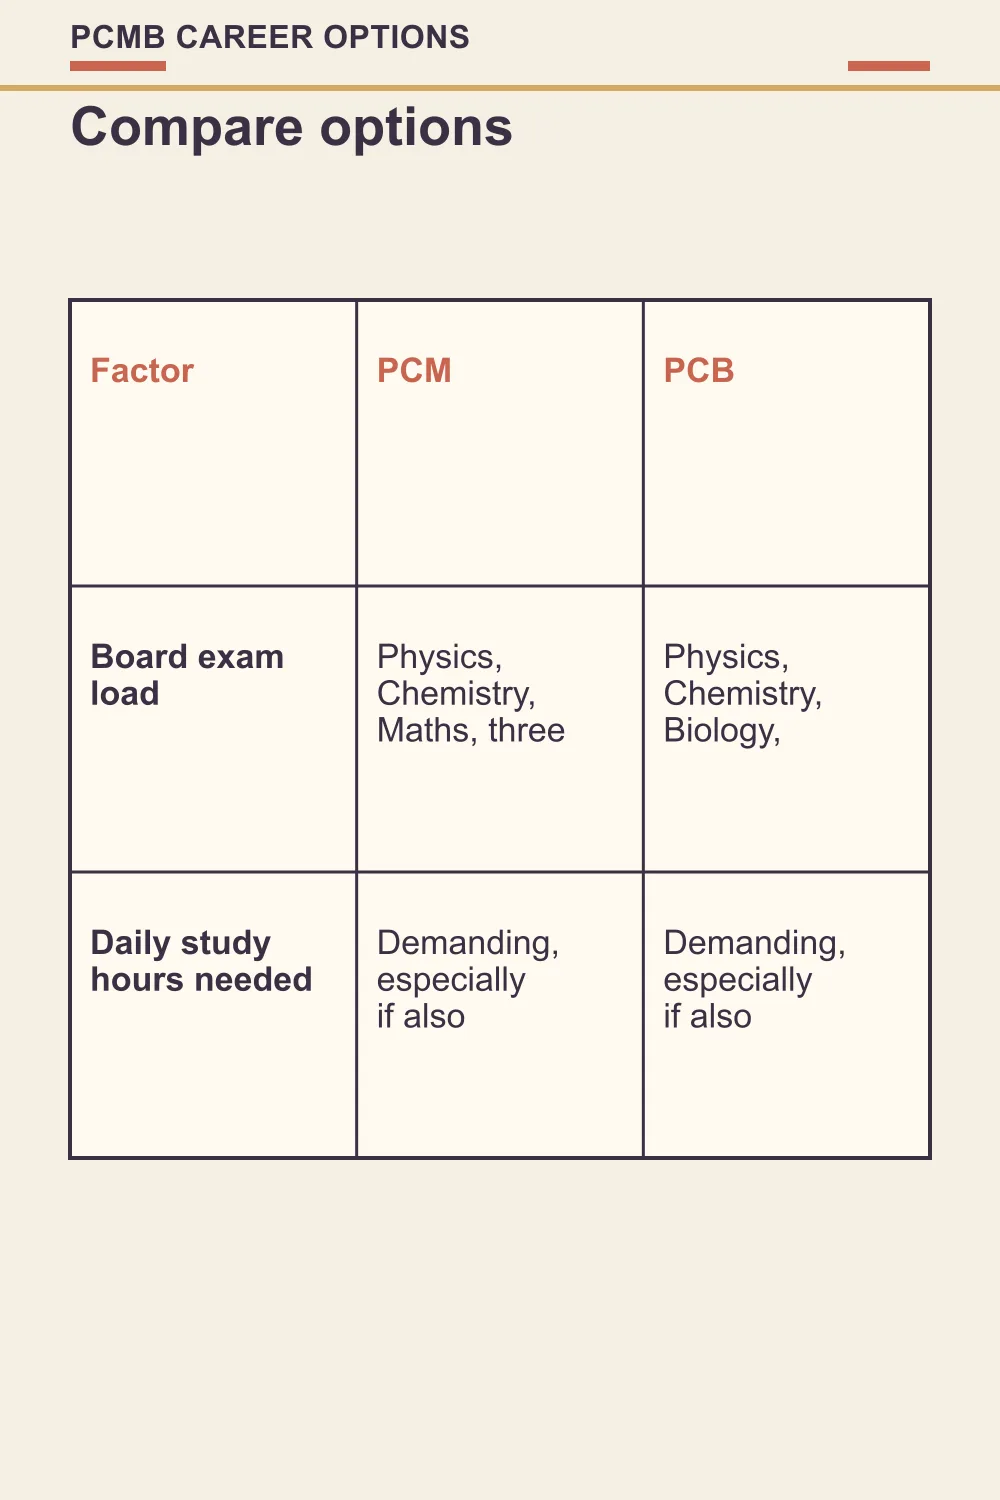 PCMB CAREER OPTIONS
Compare options
Factor
PCM
PCB
Board exam
load
Physics,
Chemistry,
Maths, three
Physics,
Chemistry,
Biology,
Daily study
hours needed
Demanding,
especially
if also
Demanding,
especially
if also